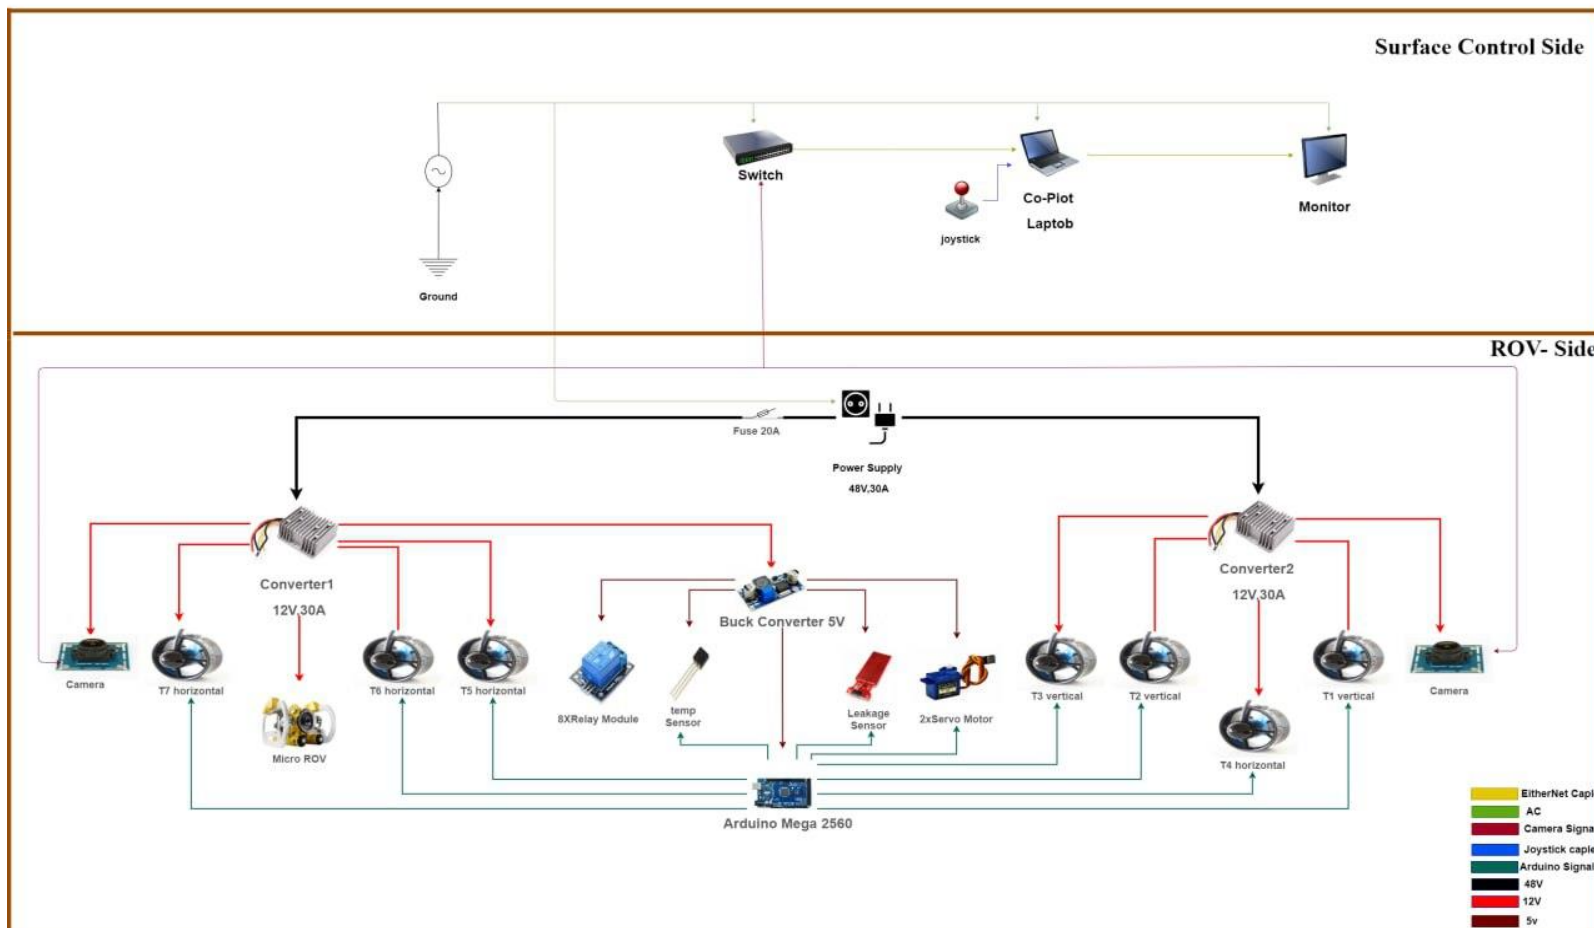 Surface Control Side
Switch
Co-Piot
Laptob
joystick
Monitor
Ground
ROV- Side
Fuse 20A
Power Supply
48V,30A
Converter1
12V,30A
Converter2
12V,30A
Buck Converter 5V
Camera
T7 horizontal
T6 horizontal
T5 horizontal
8XRelay Module
temp
Sensor
Leakage
Sensor
2xServo Motor
T3 vertical
T2 vertical
T1 vertical
Camera
Micro ROV
T4 horizontal
Arduino Mega 2560
EitherNet Caple
AC
Camera Signal
Joystick caple
Arduino Signal
48V
12V
5v